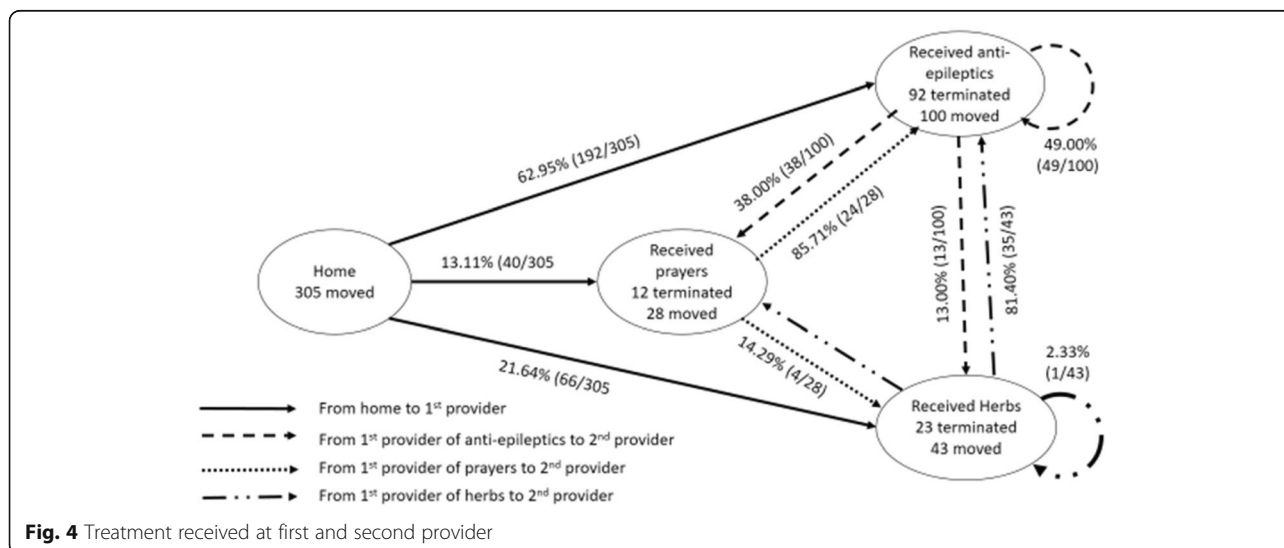 Received anti-
epileptics
92 terminated
100 moved
49.00%
(49/100)
62.95% (192/305)
38.00% (38/100)
85.71% (24/28)
13.00% (13/100)
81.40% (35/43)
Home
305 moved
13.11% (40/305
Received
prayers
12 terminated
28 moved
21.64% (66/305
14.29% (4/28)
2.33%
(1/43)
Received Herbs
23 terminated
43 moved
From home to 1st provider
From 1st provider of anti-epileptics to 2nd provider
From 1st provider of prayers to 2nd provider
From 1st provider of herbs to 2nd provider
Fig. 4 Treatment received at first and second provider